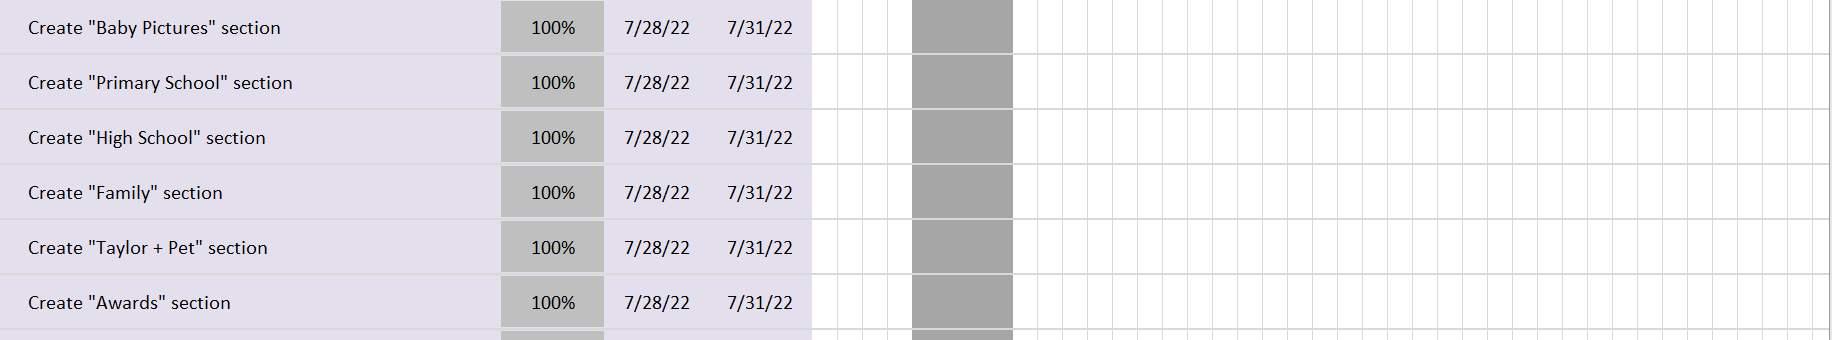 Create "Baby Pictures" section 100% 7/28/22 7/31/22
Create "Primary School" section 100% 7/28/22 7/31/22
Create "High School" section 100% 7/28/22 7/31/22
Create "Family" section 100% 7/28/22 7/31/22
Create "Taylor + Pet" section 100% 7/28/22 7/31/22
Create "Awards" section 100% 7/28/22 7/31/22